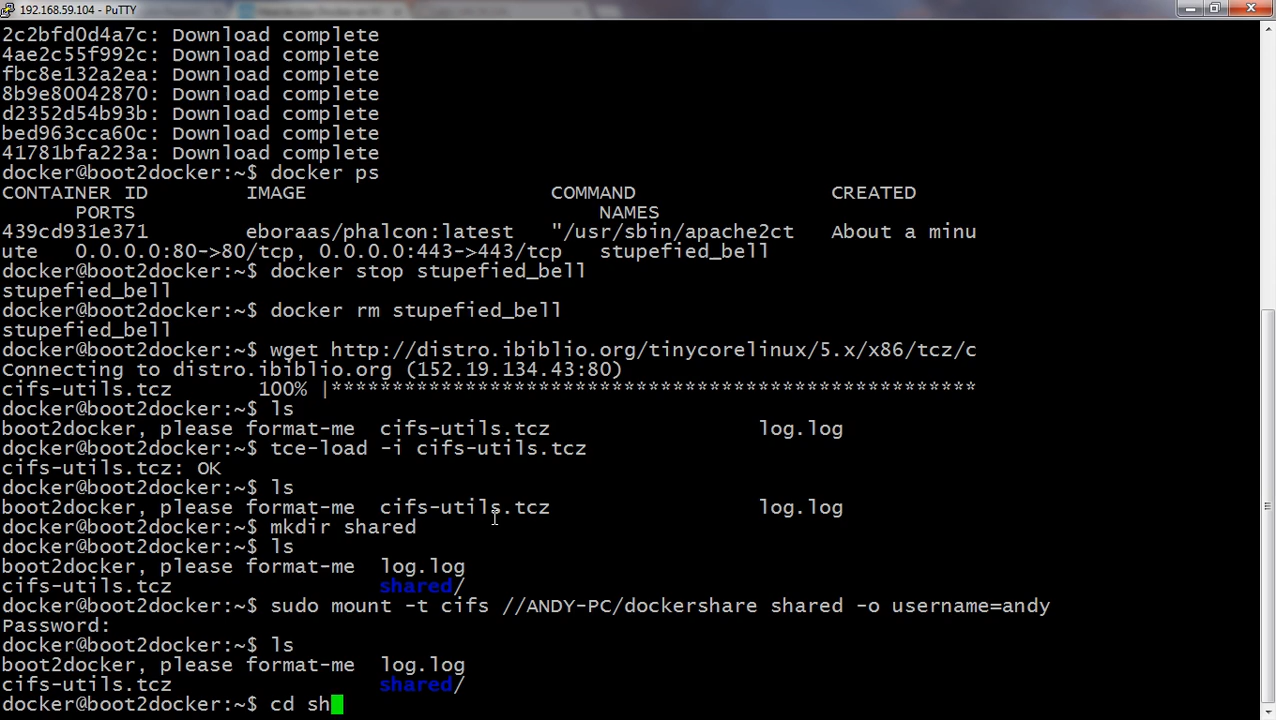 192.168.59.104 - PuTTY
2c2bfd0d4a7c: Download complete
4ae2c55f992c: Download complete
fbc8e132a2ea: Download complete
8b9e80042870: Download complete
d2352d54b93b: Download complete
bed963cca60c: Download complete
41781bfa223a: Download complete
docker@boot2docker:~$ docker ps
CONTAINER ID        IMAGE                    COMMAND                CREATED
      PORTS                                      NAMES
439cd931e371        eboraas/phalcon:latest   "/usr/sbin/apache2ct   About a minu
ute   0.0.0.0:80->80/tcp, 0.0.0.0:443->443/tcp   stupefied_bell
docker@boot2docker:~$ docker stop stupefied_bell
stupefied_bell
docker@boot2docker:~$ docker rm stupefied_bell
stupefied_bell
docker@boot2docker:~$ wget http://distro.ibiblio.org/tinycorelinux/5.x/x86/tcz/c
Connecting to distro.ibiblio.org (152.19.134.43:80)
cifs-utils.tcz       100% |*****************************************************
docker@boot2docker:~$ ls
boot2docker, please format-me  cifs-utils.tcz                 log.log
docker@boot2docker:~$ tce-load -i cifs-utils.tcz
cifs-utils.tcz: OK
docker@boot2docker:~$ ls
boot2docker, please format-me  cifs-utils.tcz                 log.log
docker@boot2docker:~$ mkdir shared
docker@boot2docker:~$ ls
boot2docker, please format-me  log.log
cifs-utils.tcz                 shared/
docker@boot2docker:~$ sudo mount -t cifs //ANDY-PC/dockershare shared -o username=andy
Password:
docker@boot2docker:~$ ls
boot2docker, please format-me  log.log
cifs-utils.tcz                 shared/
docker@boot2docker:~$ cd sh